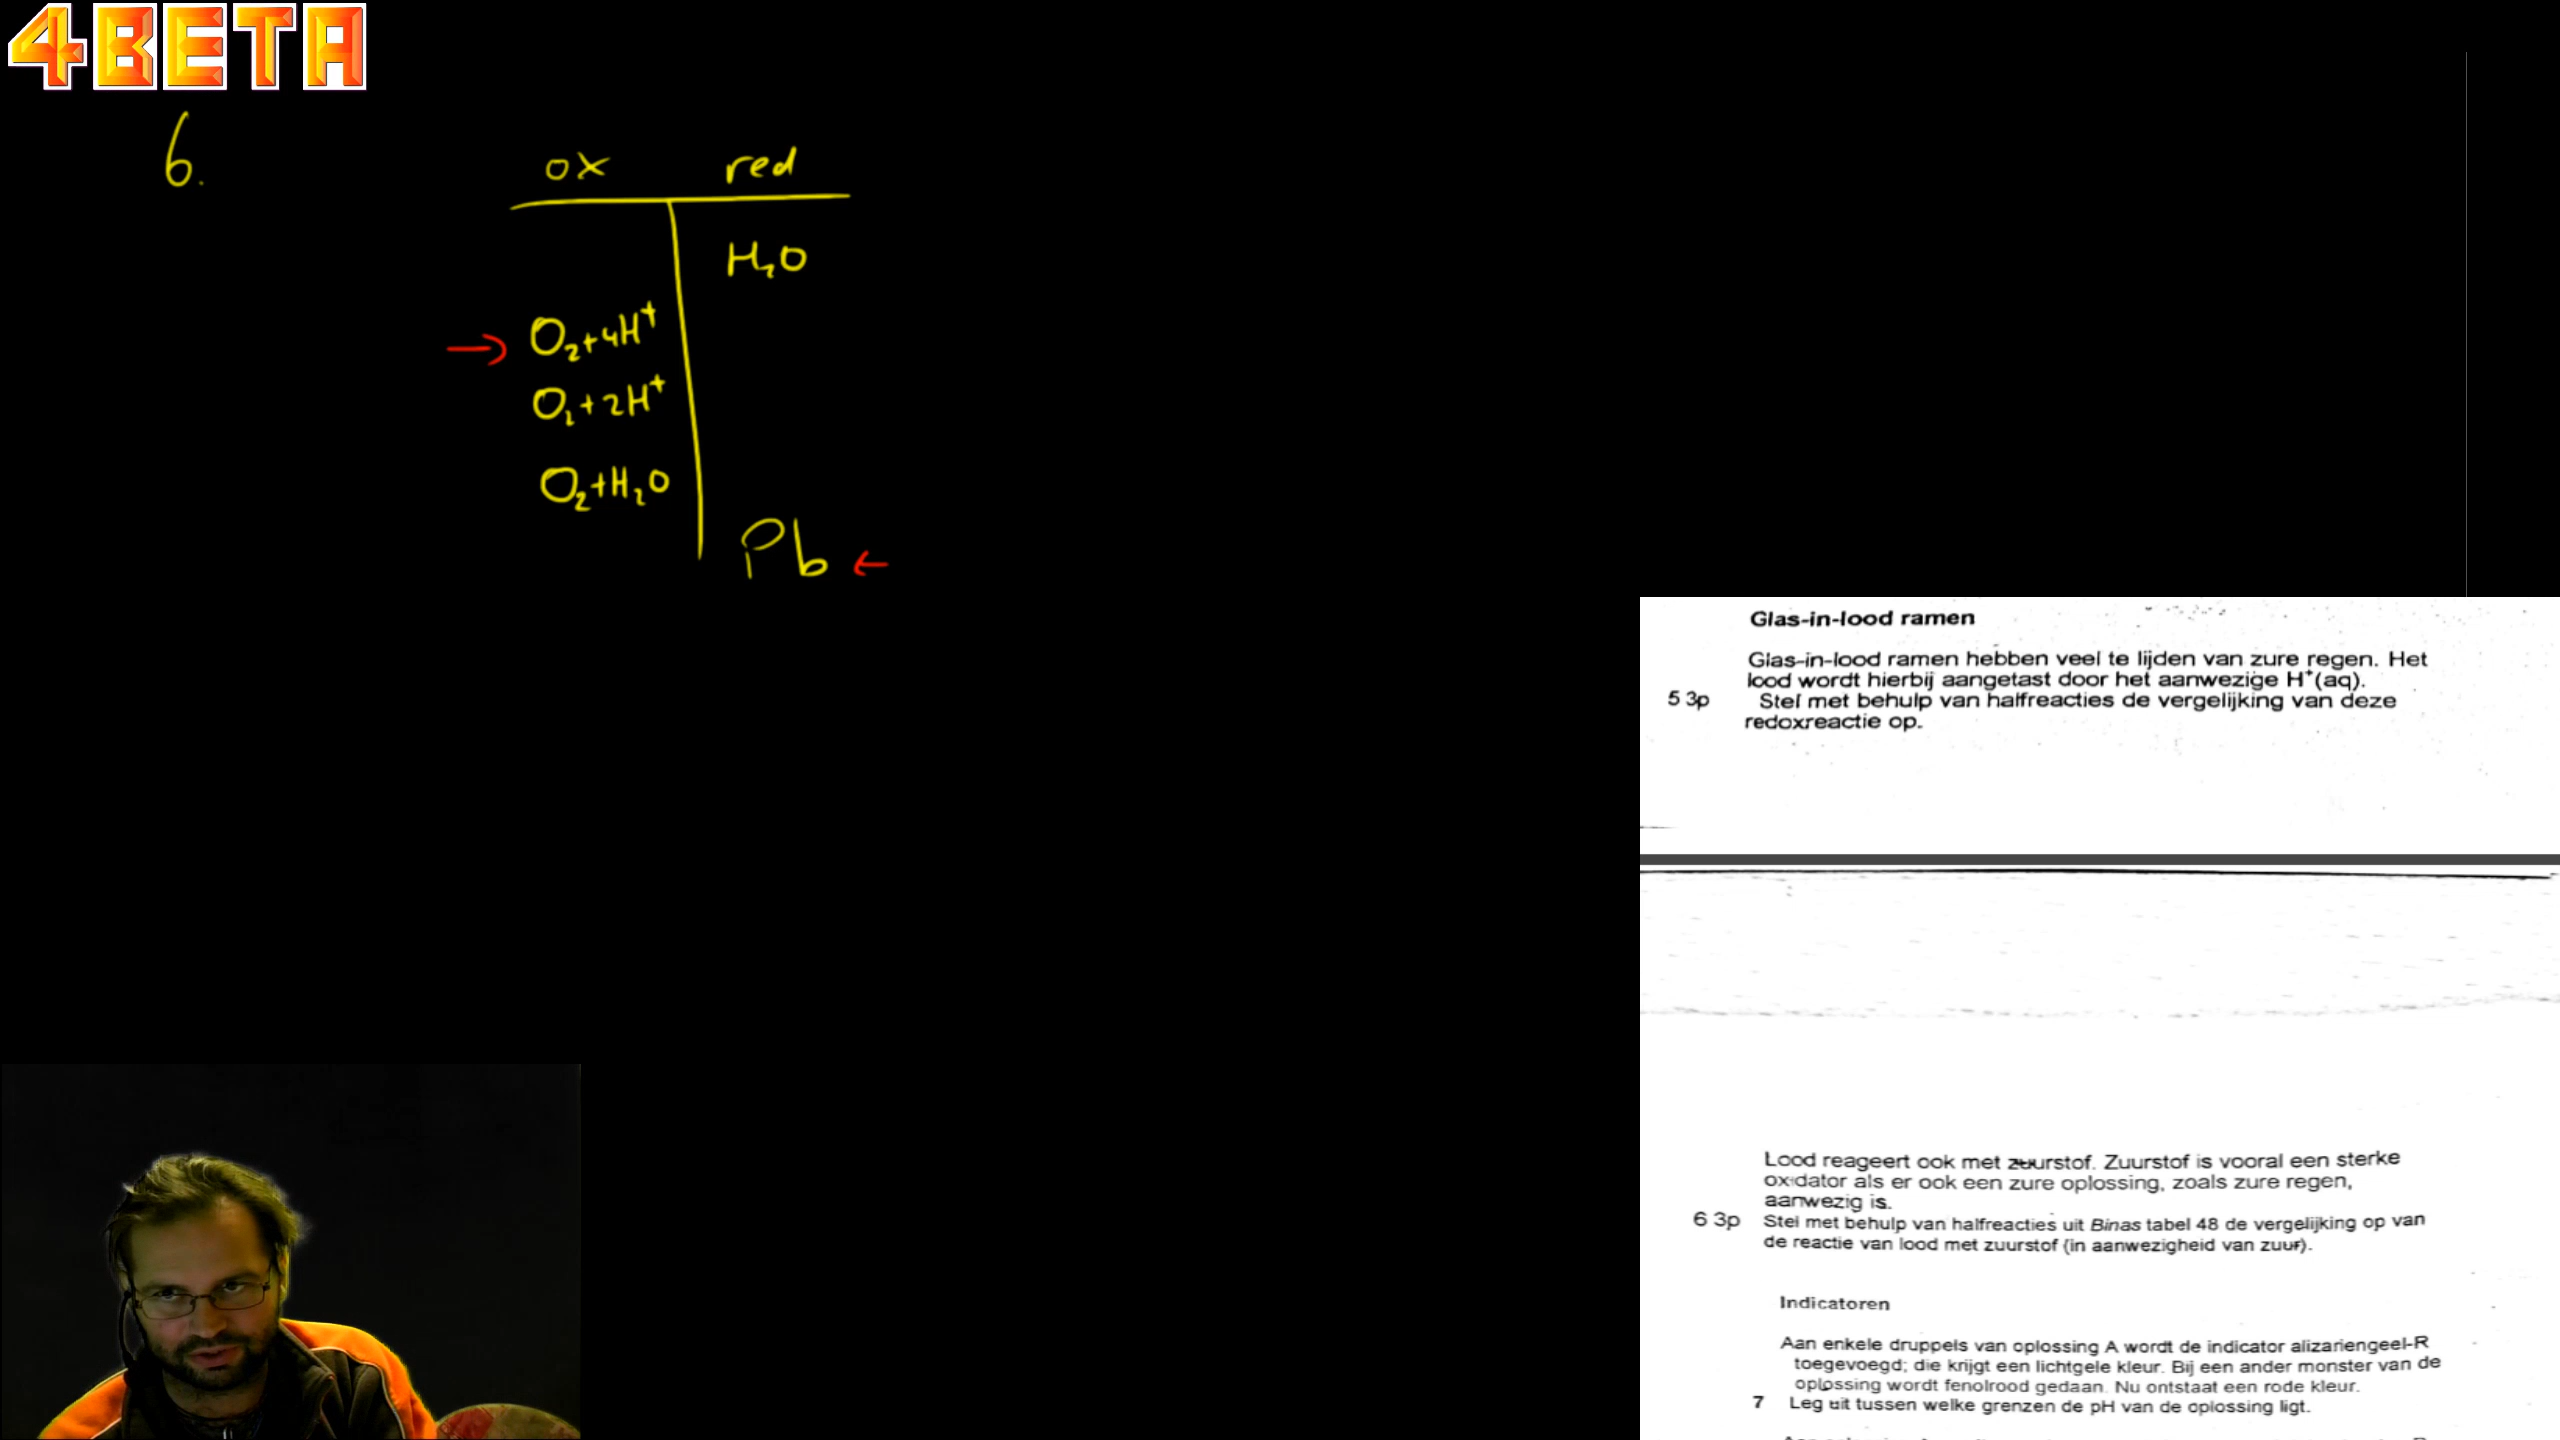 4BETA
6.
ox red
H₂O
→ O₂+4H⁺
O₂+2H⁺
O₂+H₂O
Pb ←
Glas-in-lood ramen
Glas-in-lood ramen hebben veel te lijden van zure regen. Het
lood wordt hierbij aangetast door het aanwezige H⁺(aq).
5 3p Stel met behulp van halfreacties de vergelijking van deze
redoxreactie op.
Lood reageert ook met zuurstof. Zuurstof is vooral een sterke
oxidator als er ook een zure oplossing, zoals zure regen,
aanwezig is.
6 3p Stel met behulp van halfreacties uit Binas tabel 48 de vergelijking op van
de reactie van lood met zuurstof (in aanwezigheid van zuur).
Indicatoren
Aan enkele druppels van oplossing A wordt de indicator alizariengeel-R
toegevoegd; die krijgt een lichtgele kleur. Bij een ander monster van de
oplossing wordt fenolrood gedaan. Nu ontstaat een rode kleur.
7 Leg uit tussen welke grenzen de pH van de oplossing ligt.